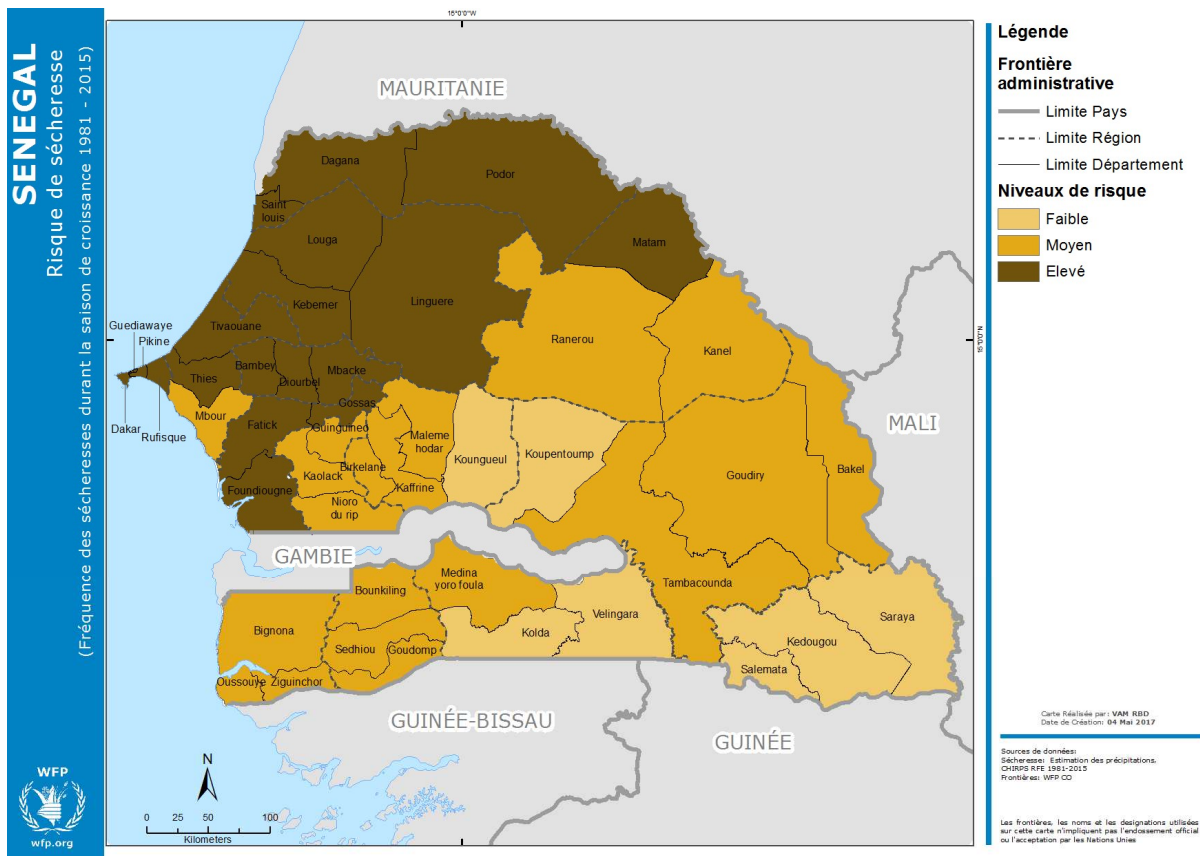 SENEGAL
Risque de sécheresse
(Fréquence des sécheresses durant la saison de croissance 1981 - 2015)
WFP
wfp.org
15°0'0"W
15°0'0"N
MAURITANIE
Dagana
Podor
Saint
louis
Louga
Matam
Linguere
Kebemer
Tivaouane
Guediawaye
Pikine
Ranerou
Kanel
Thies
Bambey
Diourbel
Mbacke
Gossas
Mbour
Dakar
Rufisque
Fatick
Guinguineo
Maleme
hodar
Koungueul
Koupentoump
MALI
Kaolack
Birkelane
Kaffrine
Goudiry
Bakel
Foundiougne
Nioro
du rip
GAMBIE
Medina
yoro foula
Bounkiling
Tambacounda
Velingara
Saraya
Bignona
Kolda
Kedougou
Sedhiou
Goudomp
Salemata
Oussouye
Ziguinchor
GUINÉE-BISSAU
GUINÉE
N
0 25 50 100
Kilometers
Légende
Frontière
administrative
Limite Pays
Limite Région
Limite Département
Niveaux de risque
Faible
Moyen
Elevé
Carte Réalisée par: VAM RBD
Date de Création: 04 Mai 2017
Sources de données:
Sécheresse: Estimation des précipitations,
CHIRPS RFE 1981-2015
Frontières: WFP CO
Les frontières, les noms et les designations utilisées
sur cette carte n'impliquent pas l'endossement official
ou l'acceptation par les Nations Unies